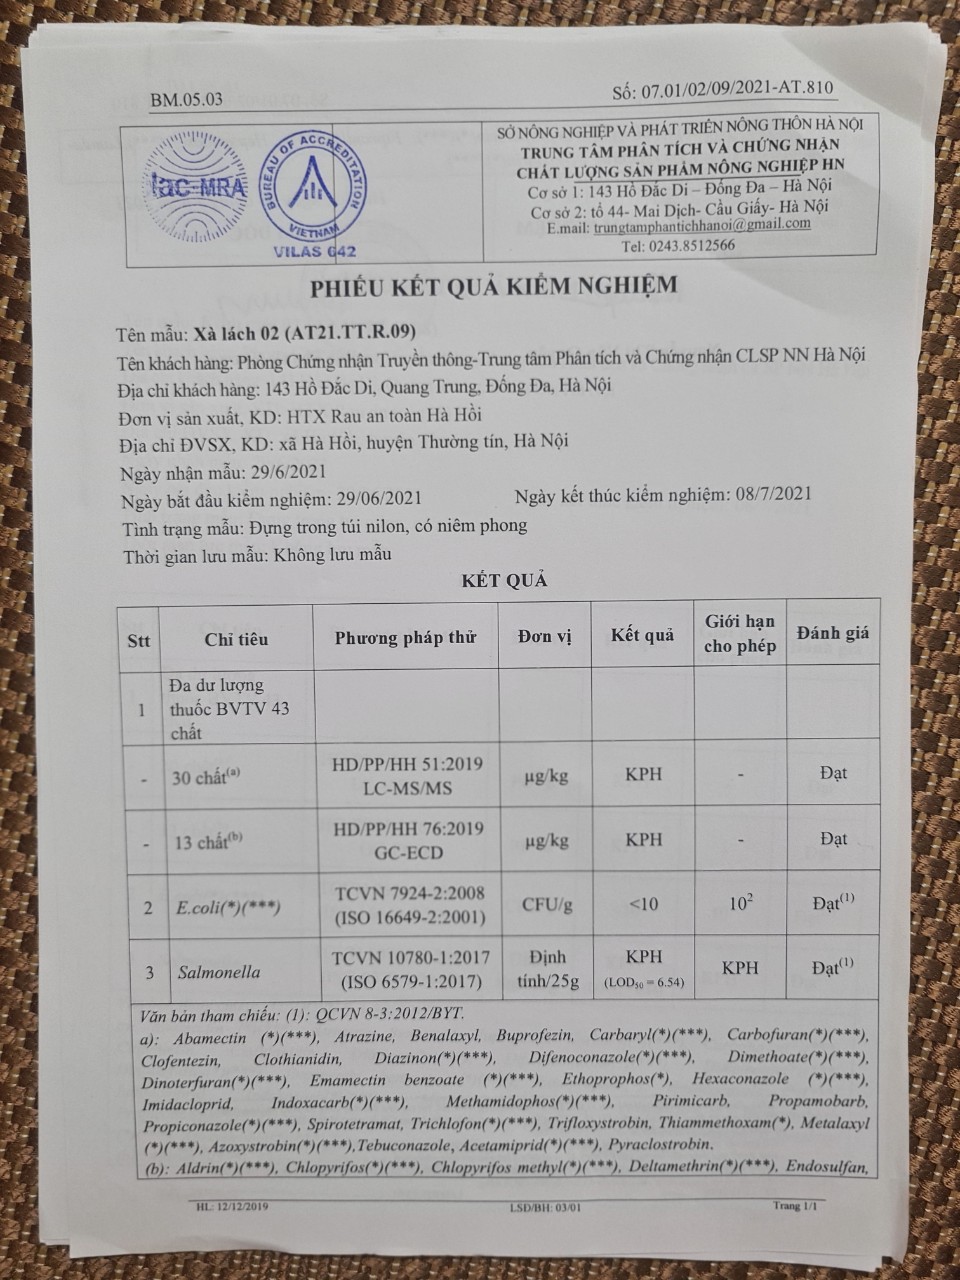 BM.05.03
Số: 07.01/02/09/2021-AT.810
ilac-MRA
BUREAU OF ACCREDITATION
VIETNAM
VILAS 642
SỞ NÔNG NGHIỆP VÀ PHÁT TRIỂN NÔNG THÔN HÀ NỘI
TRUNG TÂM PHÂN TÍCH VÀ CHỨNG NHẬN
CHẤT LƯỢNG SẢN PHẨM NÔNG NGHIỆP HN
Cơ sở 1: 143 Hồ Đắc Di – Đống Đa – Hà Nội
Cơ sở 2: tổ 44- Mai Dịch- Cầu Giấy- Hà Nội
E.mail: trungtamphantichhanoi@gmail.com
Tel: 0243.8512566
PHIẾU KẾT QUẢ KIỂM NGHIỆM
Tên mẫu: Xà lách 02 (AT21.TT.R.09)
Tên khách hàng: Phòng Chứng nhận Truyền thông-Trung tâm Phân tích và Chứng nhận CLSP NN Hà Nội
Địa chỉ khách hàng: 143 Hồ Đắc Di, Quang Trung, Đống Đa, Hà Nội
Đơn vị sản xuất, KD: HTX Rau an toàn Hà Hồi
Địa chỉ ĐVSX, KD: xã Hà Hồi, huyện Thường tín, Hà Nội
Ngày nhận mẫu: 29/6/2021
Ngày bắt đầu kiểm nghiệm: 29/06/2021 Ngày kết thúc kiểm nghiệm: 08/7/2021
Tình trạng mẫu: Đựng trong túi nilon, có niêm phong
Thời gian lưu mẫu: Không lưu mẫu
KẾT QUẢ
Stt Chỉ tiêu Phương pháp thử Đơn vị Kết quả Giới hạn cho phép Đánh giá
1 Đa dư lượng thuốc BVTV 43 chất
- 30 chất(a) HD/PP/HH 51:2019 LC-MS/MS µg/kg KPH - Đạt
- 13 chất(b) HD/PP/HH 76:2019 GC-ECD µg/kg KPH - Đạt
2 E.coli(*)(***) TCVN 7924-2:2008 (ISO 16649-2:2001) CFU/g <10 10² Đạt(1)
3 Salmonella TCVN 10780-1:2017 (ISO 6579-1:2017) Định tính/25g KPH (LOD50 = 6.54) KPH Đạt(1)
Văn bản tham chiếu: (1): QCVN 8-3:2012/BYT.
a): Abamectin (*)(***), Atrazine, Benalaxyl, Buprofezin, Carbaryl(*)(***), Carbofuran(*)(***),
Clofentezin, Clothianidin, Diazinon(*)(***), Difenoconazole(*)(***), Dimethoate(*)(***),
Dinoterfuran(*)(***), Emamectin benzoate (*)(***), Ethoprophos(*), Hexaconazole (*)(***),
Imidacloprid, Indoxacarb(*)(***), Methamidophos(*)(***), Pirimicarb, Propamobarb,
Propiconazole(*)(***), Spirotetramat, Trichlofon(*)(***), Trifloxystrobin, Thiammethoxam(*), Metalaxyl
(*)(***), Azoxystrobin(*)(***),Tebuconazole, Acetamiprid(*)(***), Pyraclostrobin.
(b): Aldrin(*)(***), Chlopyrifos(*)(***), Chlopyrifos methyl(*)(***), Deltamethrin(*)(***), Endosulfan,
HL: 12/12/2019 LSĐ/BH: 03/01 Trang 1/1